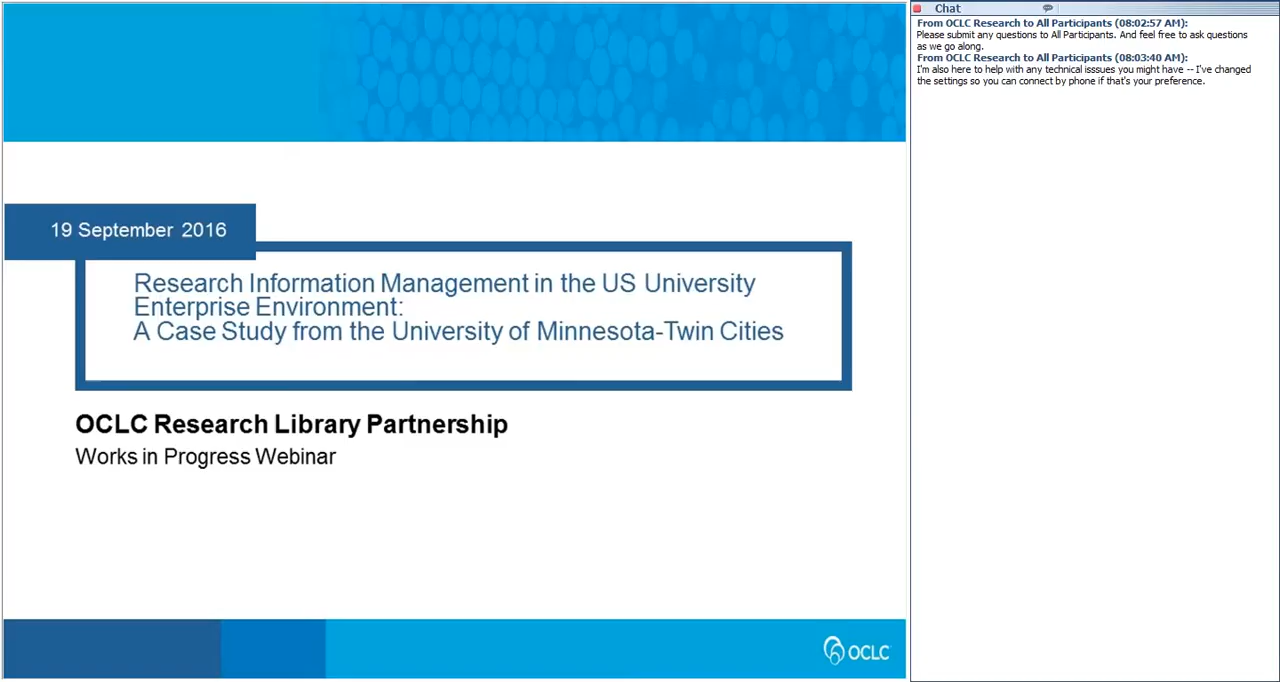 19 September 2016
Research Information Management in the US University
Enterprise Environment:
A Case Study from the University of Minnesota-Twin Cities
OCLC Research Library Partnership
Works in Progress Webinar
OCLC
Chat
From OCLC Research to All Participants (08:02:57 AM):
Please submit any questions to All Participants. And feel free to ask questions
as we go along.
From OCLC Research to All Participants (08:03:40 AM):
I'm also here to help with any technical isssues you might have -- I've changed
the settings so you can connect by phone if that's your preference.